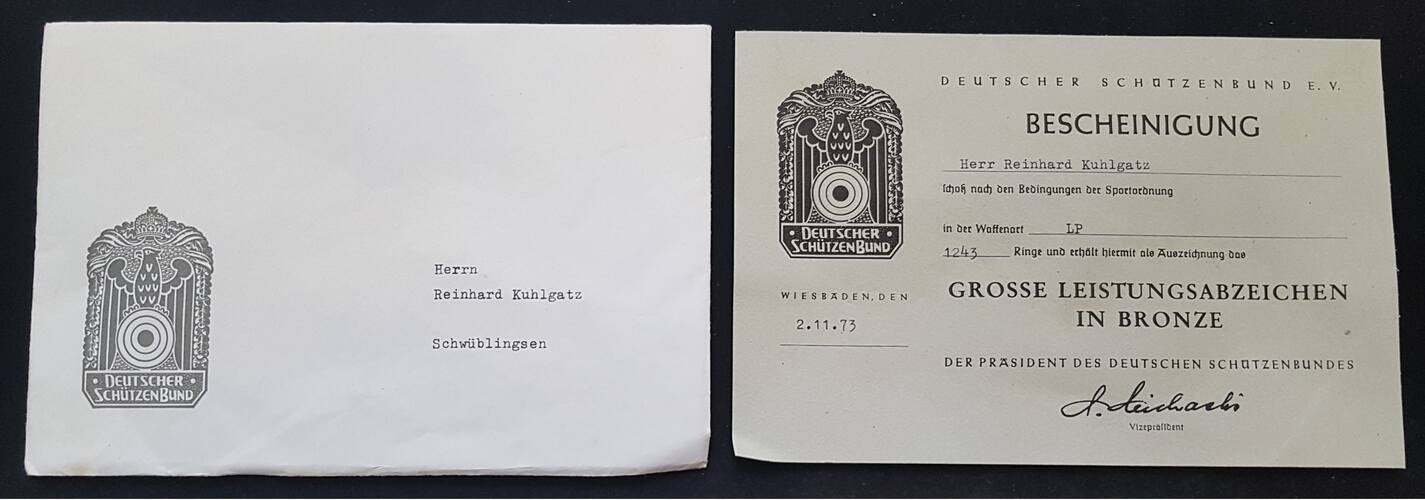 DEUTSCHER
SCHÜTZENBUND
Herrn
Reinhard Kuhlgatz
Schwüblingsen
DEUTSCHER
SCHÜTZENBUND
WIESBADEN, DEN
2.11.73
DEUTSCHER SCHÜTZENBUND E. V.
BESCHEINIGUNG
Herr Reinhard Kuhlgatz
schoß nach den Bedingungen der Sportordnung
in der Waffenart LP
1243 Ringe und erhält hiermit als Auszeichnung das
GROSSE LEISTUNGSABZEICHEN
IN BRONZE
DER PRÄSIDENT DES DEUTSCHEN SCHÜTZENBUNDES
Vizepräsident